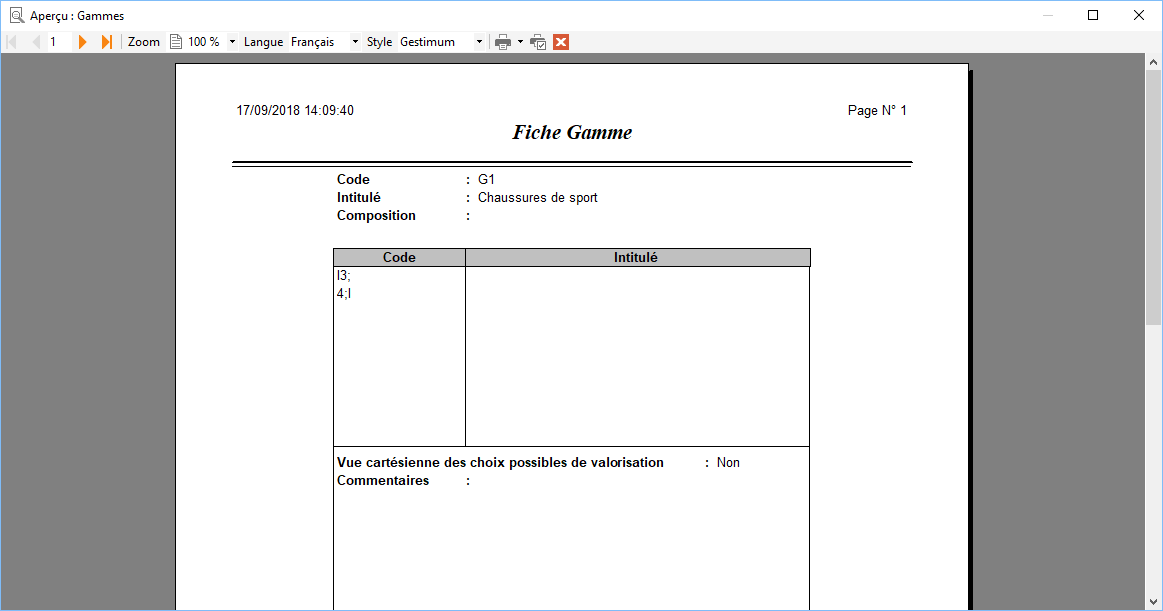 Aperçu : Gammes
1 Zoom 100 % Langue Français Style Gestimum
17/09/2018 14:09:40 Page N° 1
Fiche Gamme
Code : G1
Intitulé : Chaussures de sport
Composition :
Code Intitulé
I3;
4;I
Vue cartésienne des choix possibles de valorisation : Non
Commentaires :